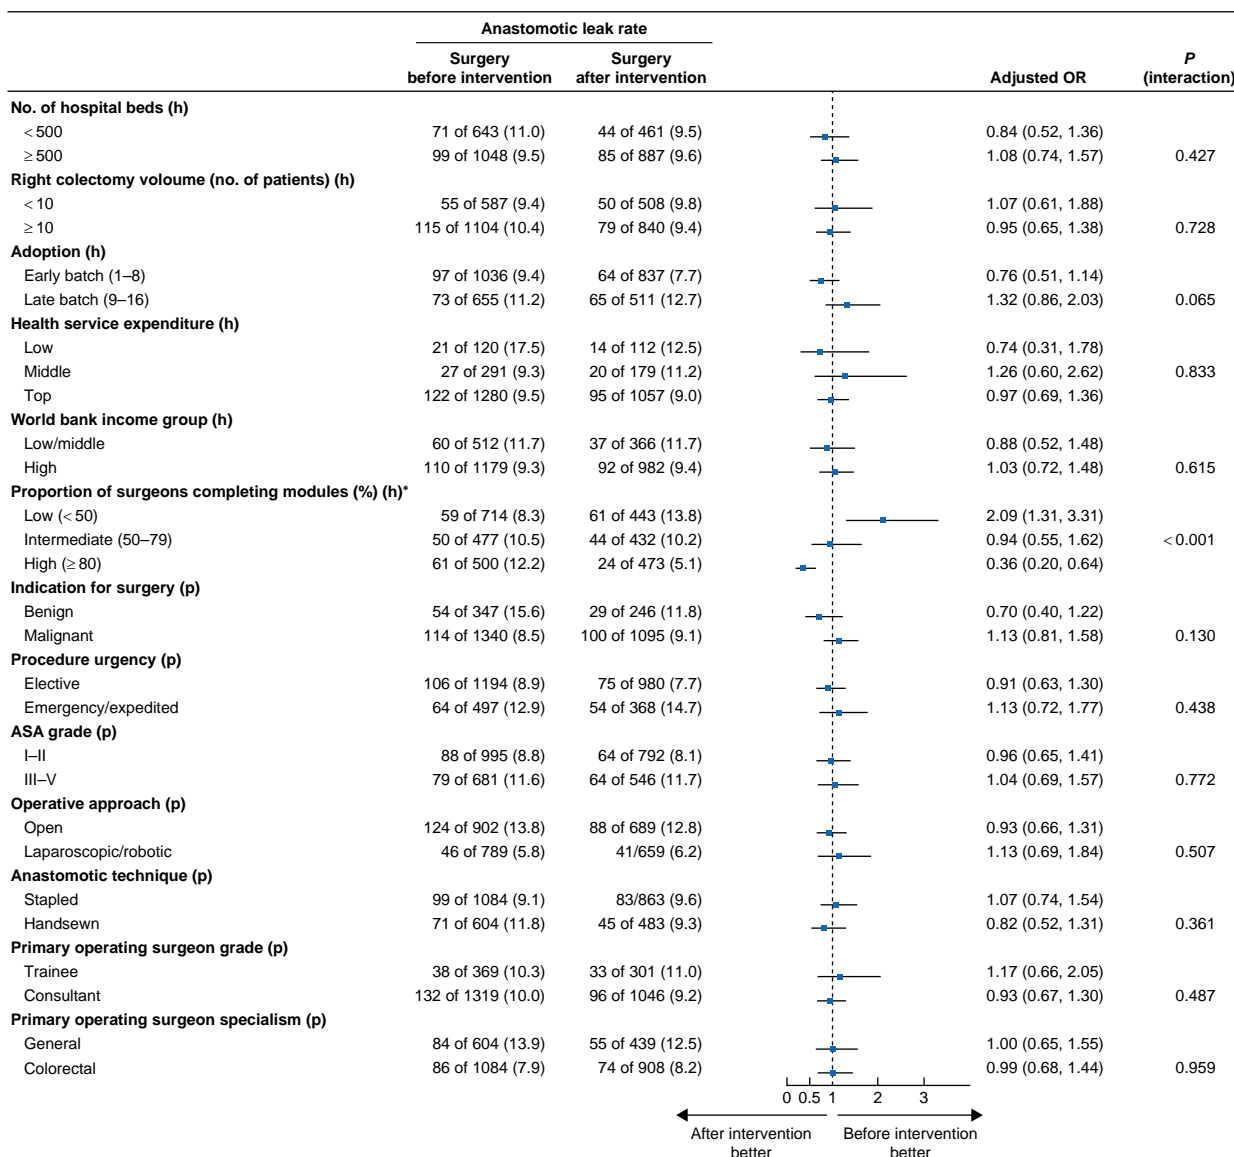 Anastomotic leak rate
Surgery before intervention Surgery after intervention Adjusted OR P (interaction)
No. of hospital beds (h)
< 500 71 of 643 (11.0) 44 of 461 (9.5) 0.84 (0.52, 1.36)
≥ 500 99 of 1048 (9.5) 85 of 887 (9.6) 1.08 (0.74, 1.57) 0.427
Right colectomy voloume (no. of patients) (h)
< 10 55 of 587 (9.4) 50 of 508 (9.8) 1.07 (0.61, 1.88)
≥ 10 115 of 1104 (10.4) 79 of 840 (9.4) 0.95 (0.65, 1.38) 0.728
Adoption (h)
Early batch (1–8) 97 of 1036 (9.4) 64 of 837 (7.7) 0.76 (0.51, 1.14)
Late batch (9–16) 73 of 655 (11.2) 65 of 511 (12.7) 1.32 (0.86, 2.03) 0.065
Health service expenditure (h)
Low 21 of 120 (17.5) 14 of 112 (12.5) 0.74 (0.31, 1.78)
Middle 27 of 291 (9.3) 20 of 179 (11.2) 1.26 (0.60, 2.62) 0.833
Top 122 of 1280 (9.5) 95 of 1057 (9.0) 0.97 (0.69, 1.36)
World bank income group (h)
Low/middle 60 of 512 (11.7) 37 of 366 (11.7) 0.88 (0.52, 1.48)
High 110 of 1179 (9.3) 92 of 982 (9.4) 1.03 (0.72, 1.48) 0.615
Proportion of surgeons completing modules (%) (h)*
Low (< 50) 59 of 714 (8.3) 61 of 443 (13.8) 2.09 (1.31, 3.31)
Intermediate (50–79) 50 of 477 (10.5) 44 of 432 (10.2) 0.94 (0.55, 1.62) < 0.001
High (≥ 80) 61 of 500 (12.2) 24 of 473 (5.1) 0.36 (0.20, 0.64)
Indication for surgery (p)
Benign 54 of 347 (15.6) 29 of 246 (11.8) 0.70 (0.40, 1.22)
Malignant 114 of 1340 (8.5) 100 of 1095 (9.1) 1.13 (0.81, 1.58) 0.130
Procedure urgency (p)
Elective 106 of 1194 (8.9) 75 of 980 (7.7) 0.91 (0.63, 1.30)
Emergency/expedited 64 of 497 (12.9) 54 of 368 (14.7) 1.13 (0.72, 1.77) 0.438
ASA grade (p)
I–II 88 of 995 (8.8) 64 of 792 (8.1) 0.96 (0.65, 1.41)
III–V 79 of 681 (11.6) 64 of 546 (11.7) 1.04 (0.69, 1.57) 0.772
Operative approach (p)
Open 124 of 902 (13.8) 88 of 689 (12.8) 0.93 (0.66, 1.31)
Laparoscopic/robotic 46 of 789 (5.8) 41/659 (6.2) 1.13 (0.69, 1.84) 0.507
Anastomotic technique (p)
Stapled 99 of 1084 (9.1) 83/863 (9.6) 1.07 (0.74, 1.54)
Handsewn 71 of 604 (11.8) 45 of 483 (9.3) 0.82 (0.52, 1.31) 0.361
Primary operating surgeon grade (p)
Trainee 38 of 369 (10.3) 33 of 301 (11.0) 1.17 (0.66, 2.05)
Consultant 132 of 1319 (10.0) 96 of 1046 (9.2) 0.93 (0.67, 1.30) 0.487
Primary operating surgeon specialism (p)
General 84 of 604 (13.9) 55 of 439 (12.5) 1.00 (0.65, 1.55)
Colorectal 86 of 1084 (7.9) 74 of 908 (8.2) 0.99 (0.68, 1.44) 0.959
0 0.5 1 2 3
After intervention better Before intervention better